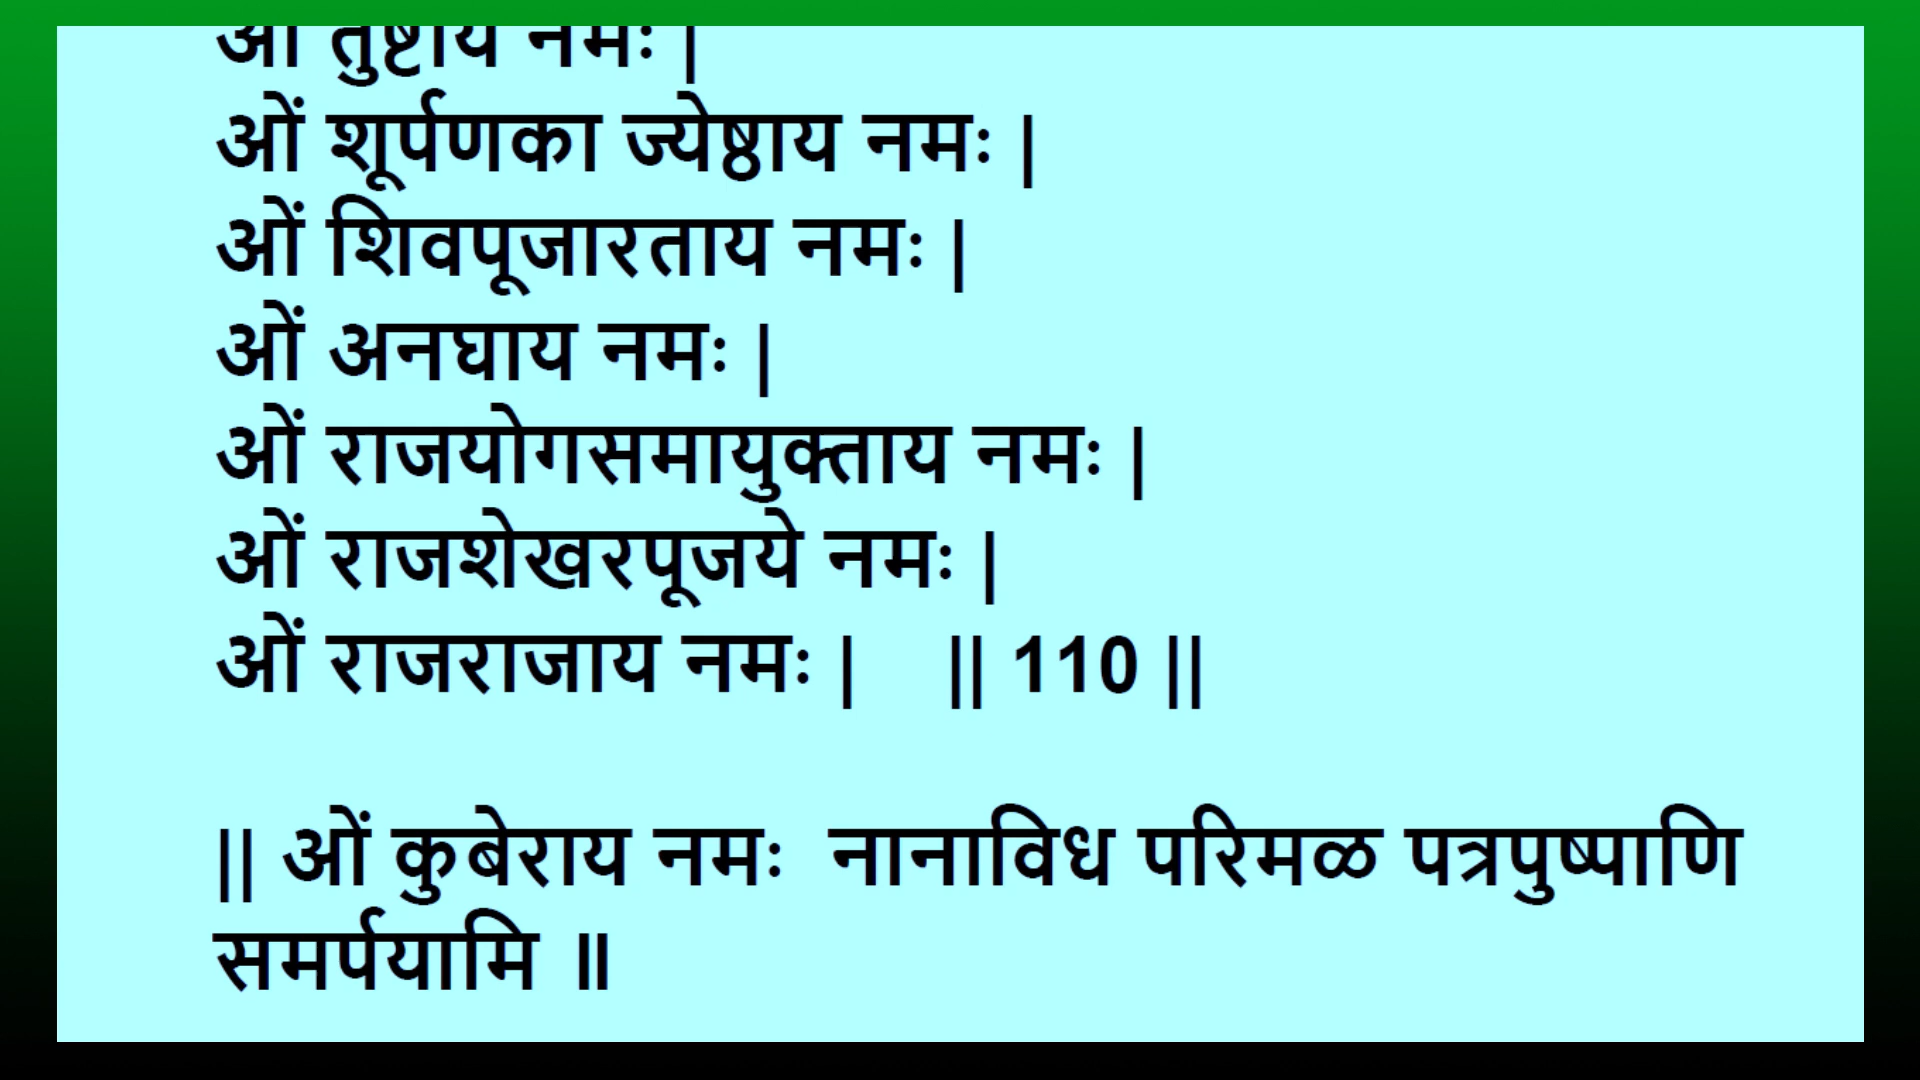 ओं तुष्टाय नमः |
ओं शूर्पणका ज्येष्ठाय नमः |
ओं शिवपूजारताय नमः |
ओं अनघाय नमः |
ओं राजयोगसमायुक्ताय नमः |
ओं राजशेखरपूजये नमः |
ओं राजराजाय नमः | || 110 ||
|| ओं कुबेराय नमः नानाविध परिमळ पत्रपुष्पाणि
समर्पयामि ॥